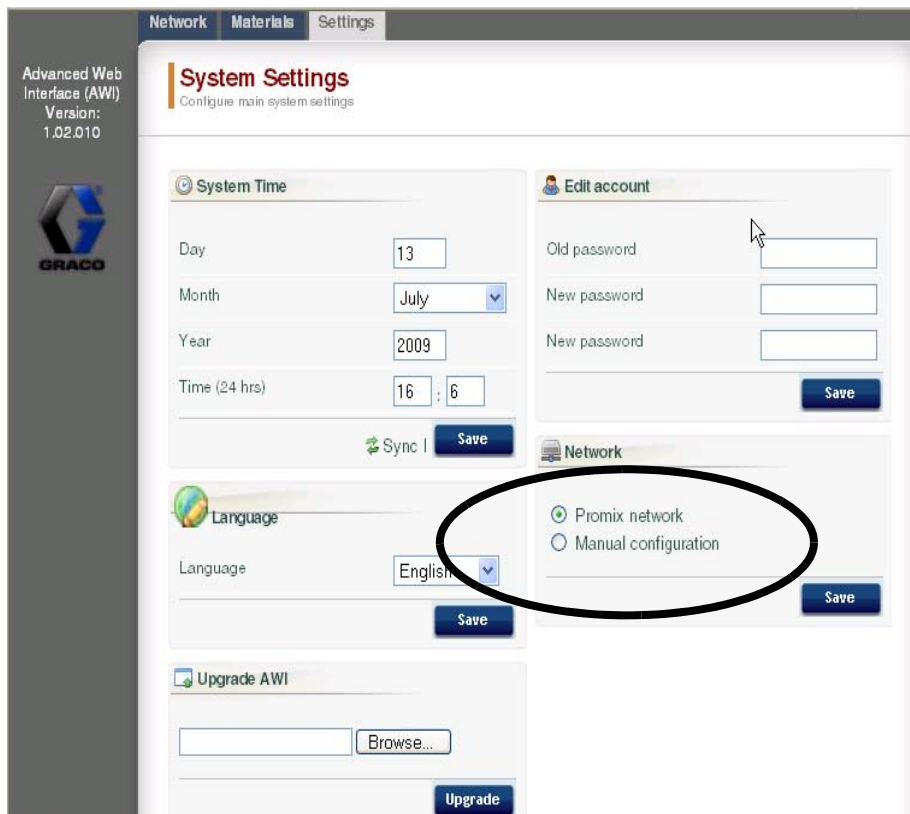 Network Materials Settings
Advanced Web
Interface (AWI)
Version:
1.02.010
GRACO
System Settings
Configure main system settings
System Time
Day 13
Month July
Year 2009
Time (24 hrs) 16 : 6
Sync | Save
Language
Language English
Save
Upgrade AWI
Browse...
Upgrade
Edit account
Old password
New password
New password
Save
Network
Promix network
Manual configuration
Save